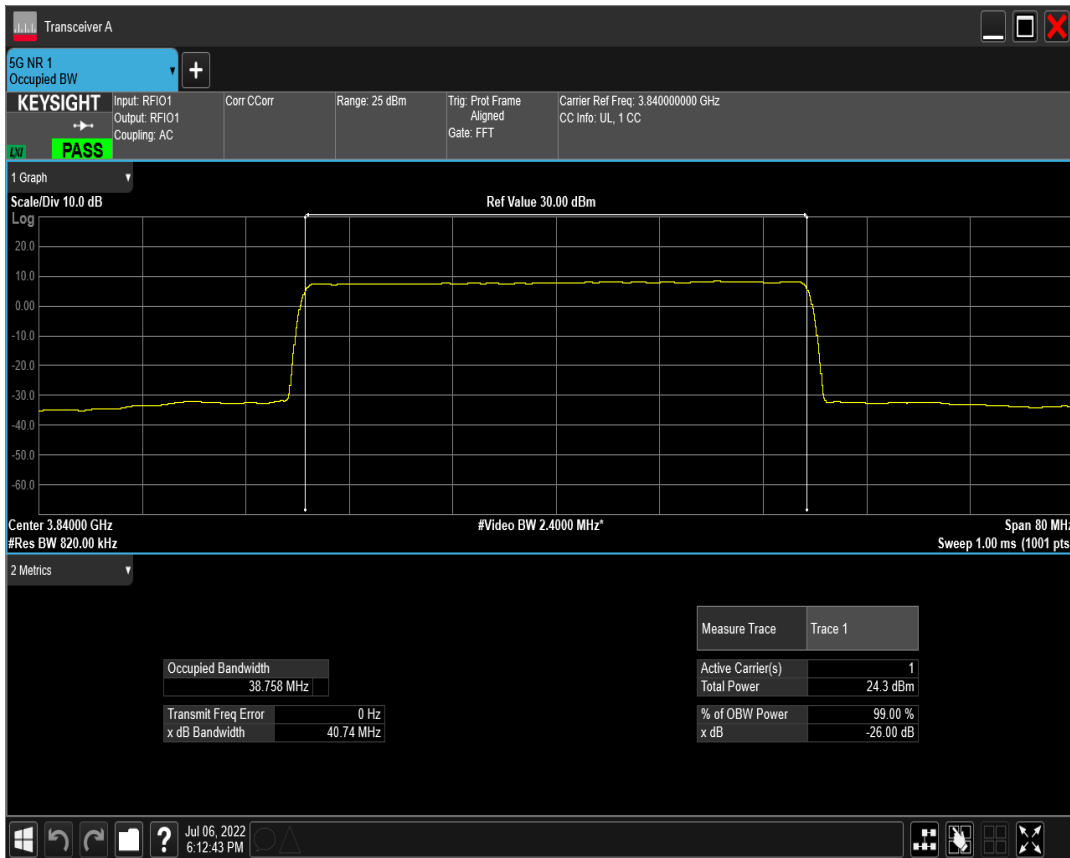 Transceiver A
5G NR 1
Occupied BW
+
KEYSIGHT
LXI
PASS
Input: RFIO1
Output: RFIO1
Coupling: AC
Corr CCorr
Range: 25 dBm
Trig: Prot Frame
Aligned
Gate: FFT
Carrier Ref Freq: 3.840000000 GHz
CC Info: UL, 1 CC
1 Graph
Scale/Div 10.0 dB
Ref Value 30.00 dBm
Log
20.0
10.0
0.00
-10.0
-20.0
-30.0
-40.0
-50.0
-60.0
Center 3.84000 GHz
#Video BW 2.4000 MHz*
Span 80 MHz
#Res BW 820.00 kHz
Sweep 1.00 ms (1001 pts
2 Metrics
Measure Trace
Trace 1
Occupied Bandwidth
38.758 MHz
Active Carrier(s) 1
Total Power 24.3 dBm
Transmit Freq Error 0 Hz
x dB Bandwidth 40.74 MHz
% of OBW Power 99.00 %
x dB -26.00 dB
?
Jul 06, 2022
6:12:43 PM